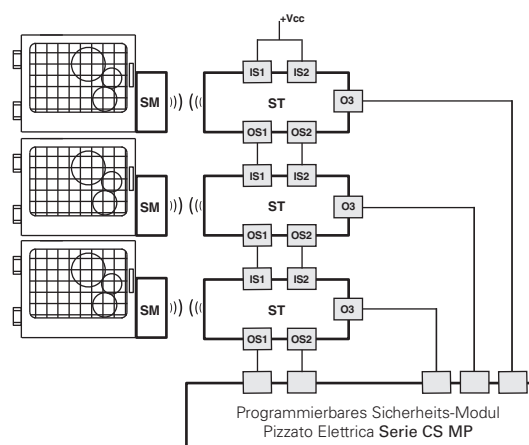 +Vcc
IS1 IS2
SM ST O3
OS1 OS2
IS1 IS2
SM ST O3
OS1 OS2
IS1 IS2
SM ST O3
OS1 OS2
Programmierbares Sicherheits-Modul
Pizzato Elettrica Serie CS MP